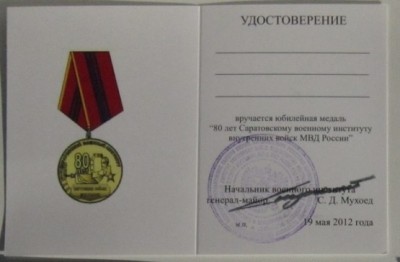 80
УДОСТОВЕРЕНИЕ
вручается юбилейная медаль
"80 лет Саратовскому военному институту
внутренних войск МВД России"
Начальник военного института
генерал-майор С. Д. Мухоед
м.п. 19 мая 2012 года